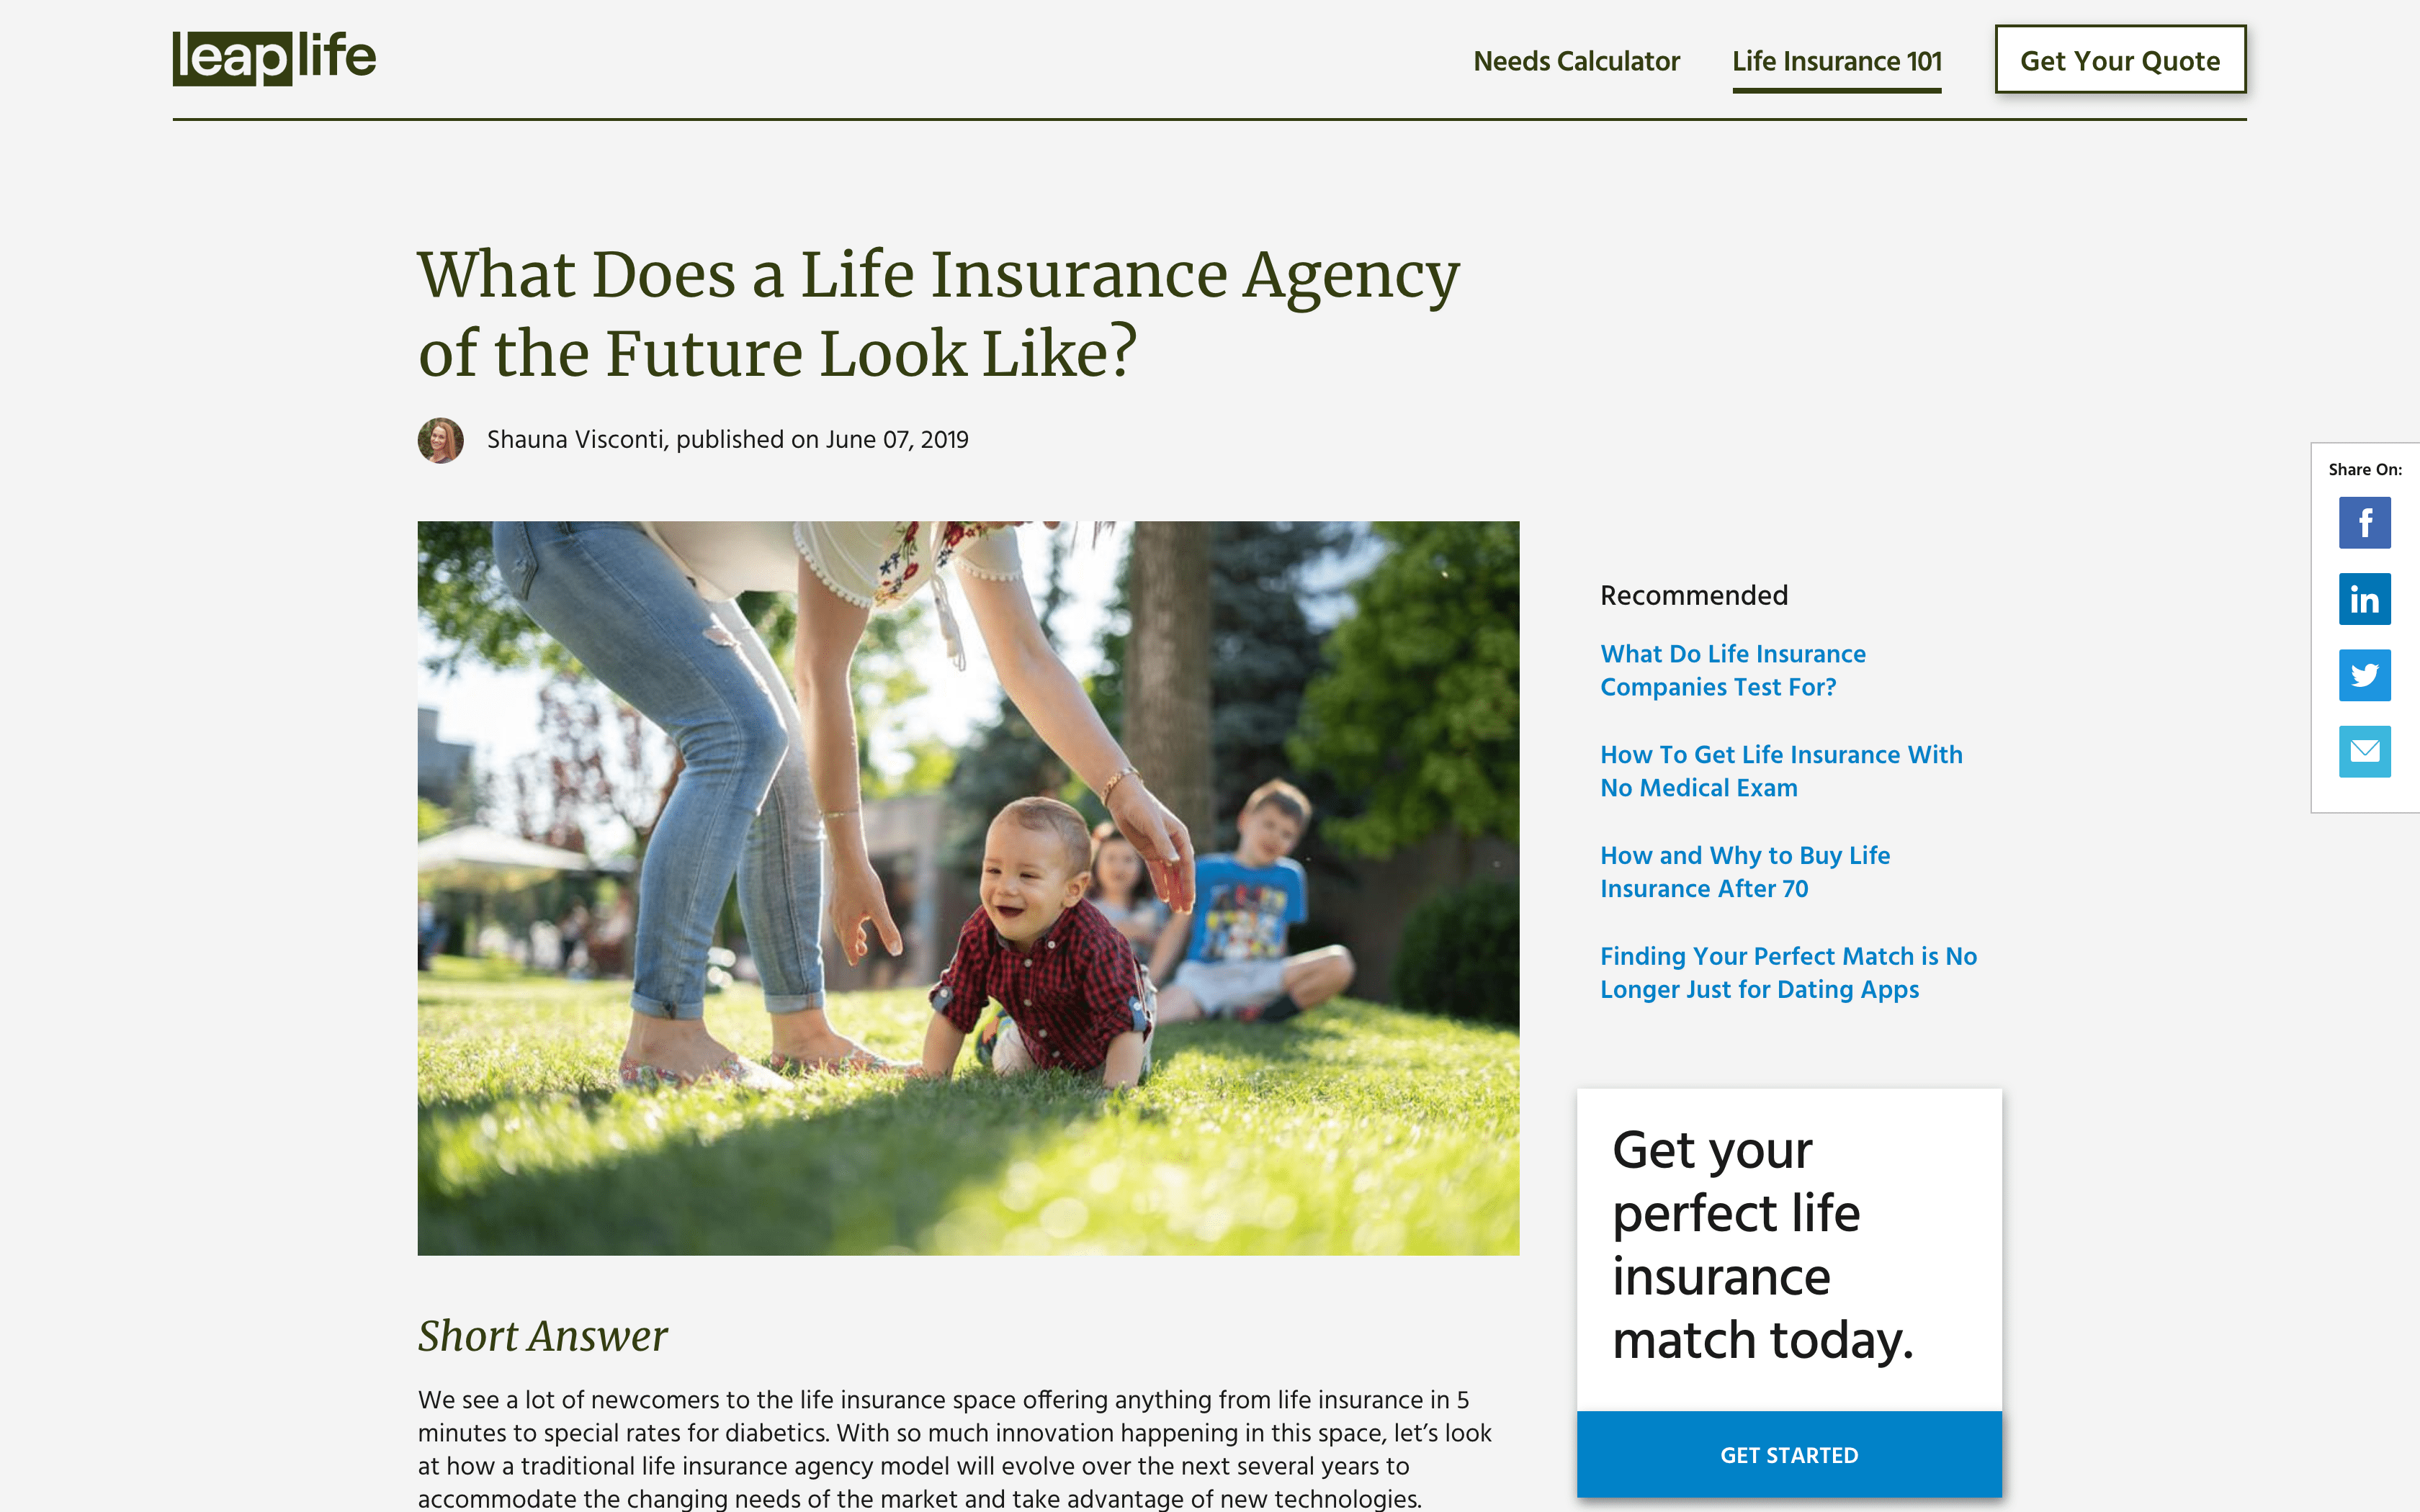 leaplife
Needs Calculator
Life Insurance 101
Get Your Quote
What Does a Life Insurance Agency
of the Future Look Like?
Shauna Visconti, published on June 07, 2019
Share On:
f
in
Recommended
What Do Life Insurance
Companies Test For?
How To Get Life Insurance With
No Medical Exam
How and Why to Buy Life
Insurance After 70
Finding Your Perfect Match is No
Longer Just for Dating Apps
Get your
perfect life
insurance
match today.
GET STARTED
Short Answer
We see a lot of newcomers to the life insurance space offering anything from life insurance in 5
minutes to special rates for diabetics. With so much innovation happening in this space, let’s look
at how a traditional life insurance agency model will evolve over the next several years to
accommodate the changing needs of the market and take advantage of new technologies.